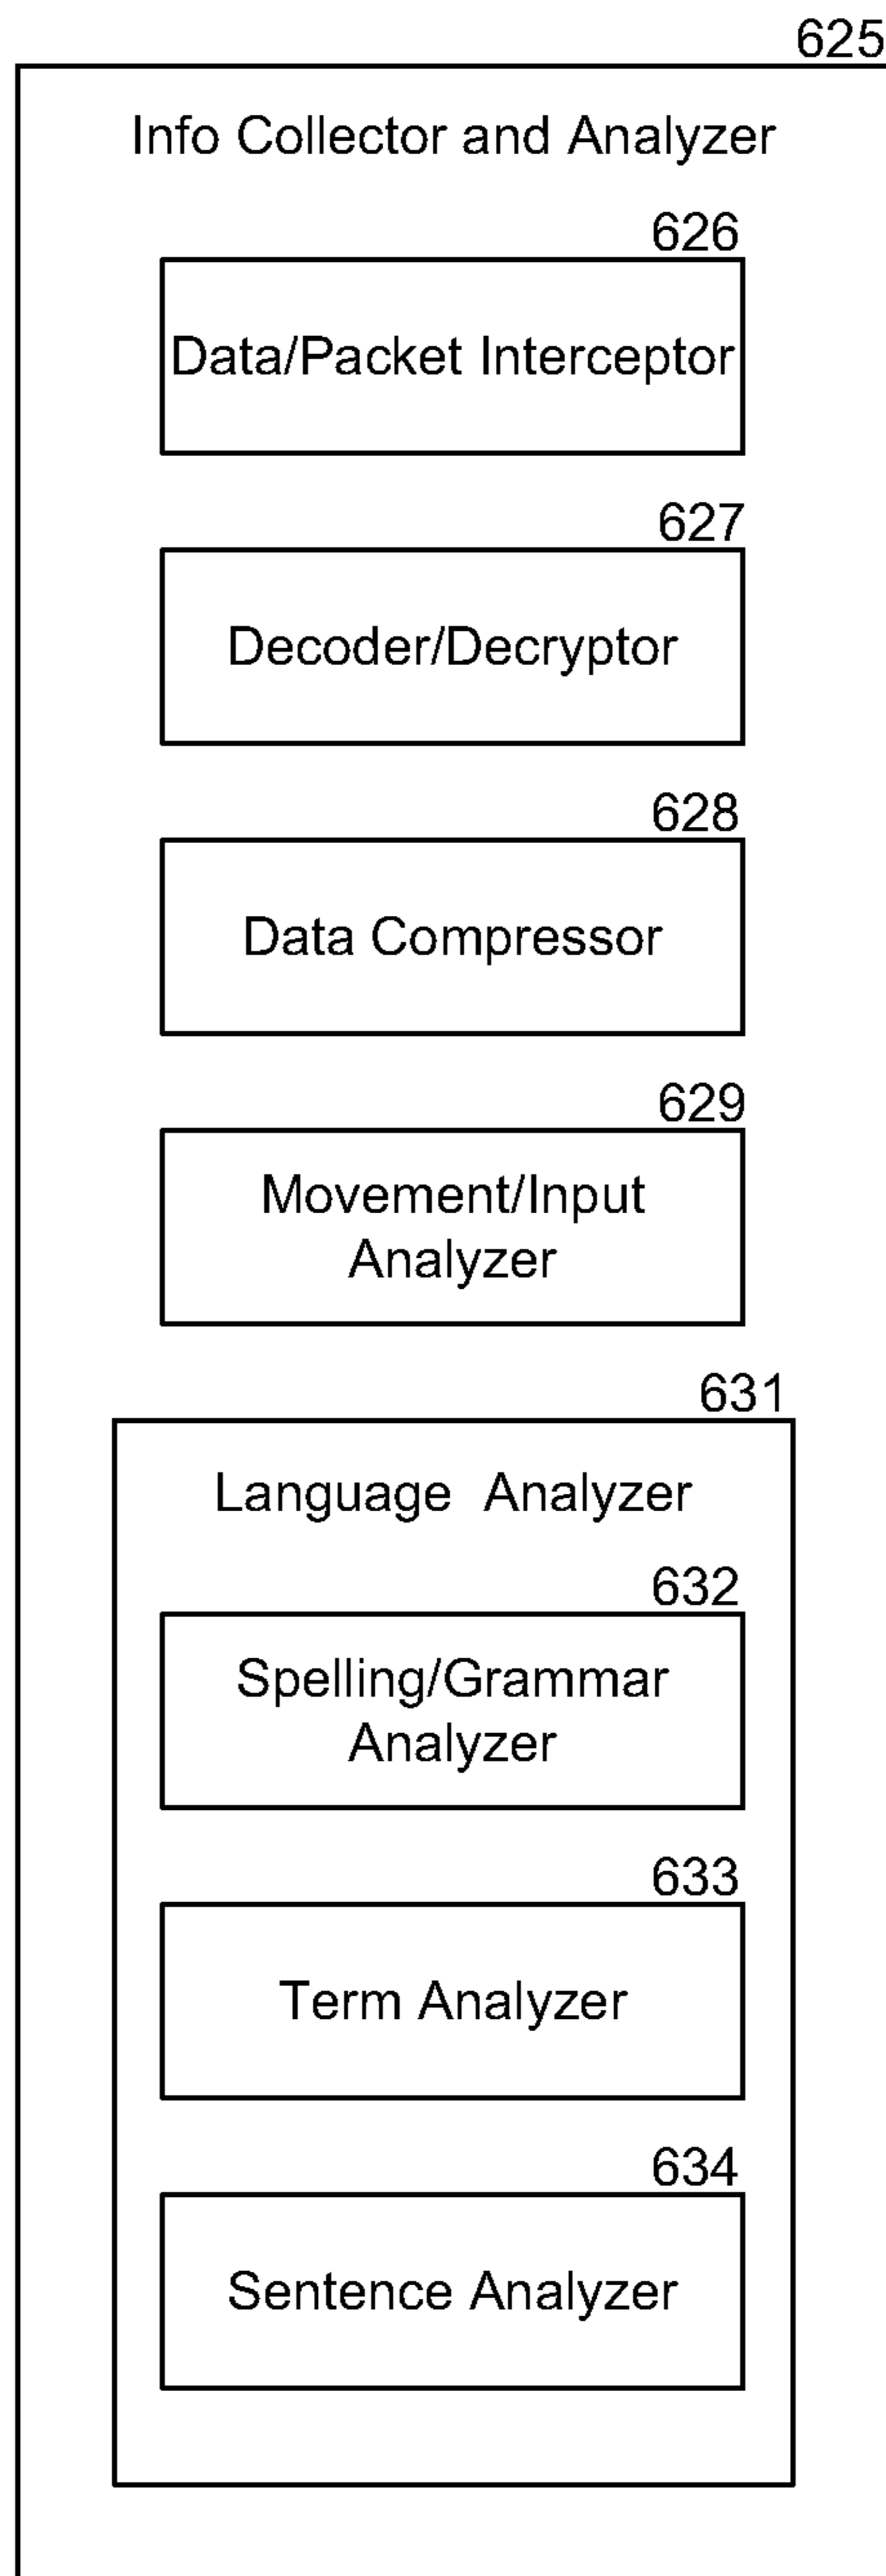 625
Info Collector and Analyzer
626
Data/Packet Interceptor
627
Decoder/Decryptor
628
Data Compressor
629
Movement/Input
Analyzer
631
Language  Analyzer
632
Spelling/Grammar
Analyzer
633
Term Analyzer
634
Sentence Analyzer